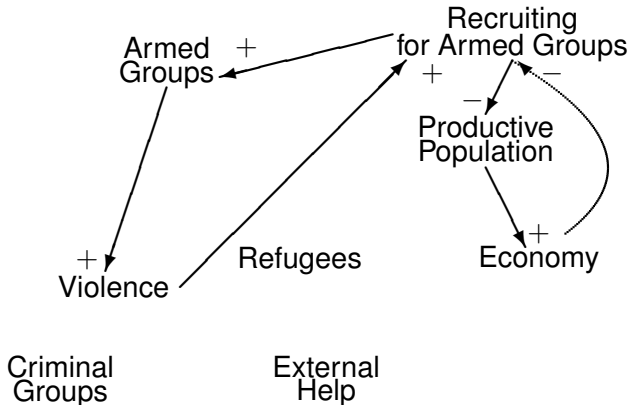 Recruiting
for Armed Groups
Armed
Groups
+
+
−
−
Productive
Population
+
Economy
+
Violence
Refugees
Criminal
Groups
External
Help